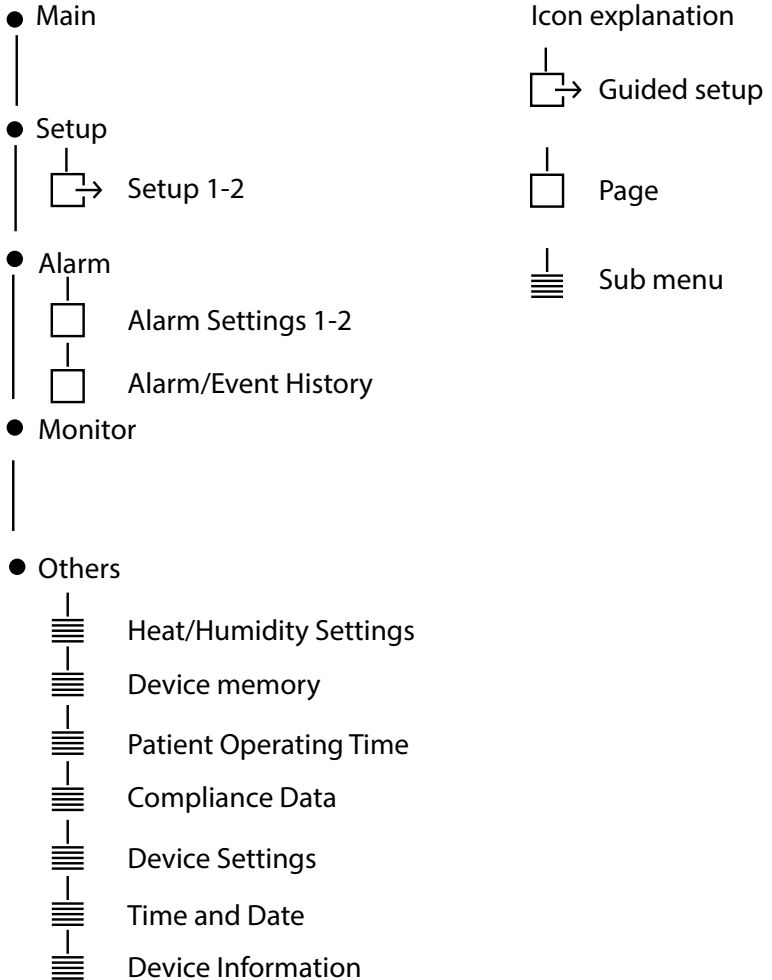 Main
Setup
Setup 1-2
Alarm
Alarm Settings 1-2
Alarm/Event History
Monitor
Others
Heat/Humidity Settings
Device memory
Patient Operating Time
Compliance Data
Device Settings
Time and Date
Device Information
Icon explanation
Guided setup
Page
Sub menu